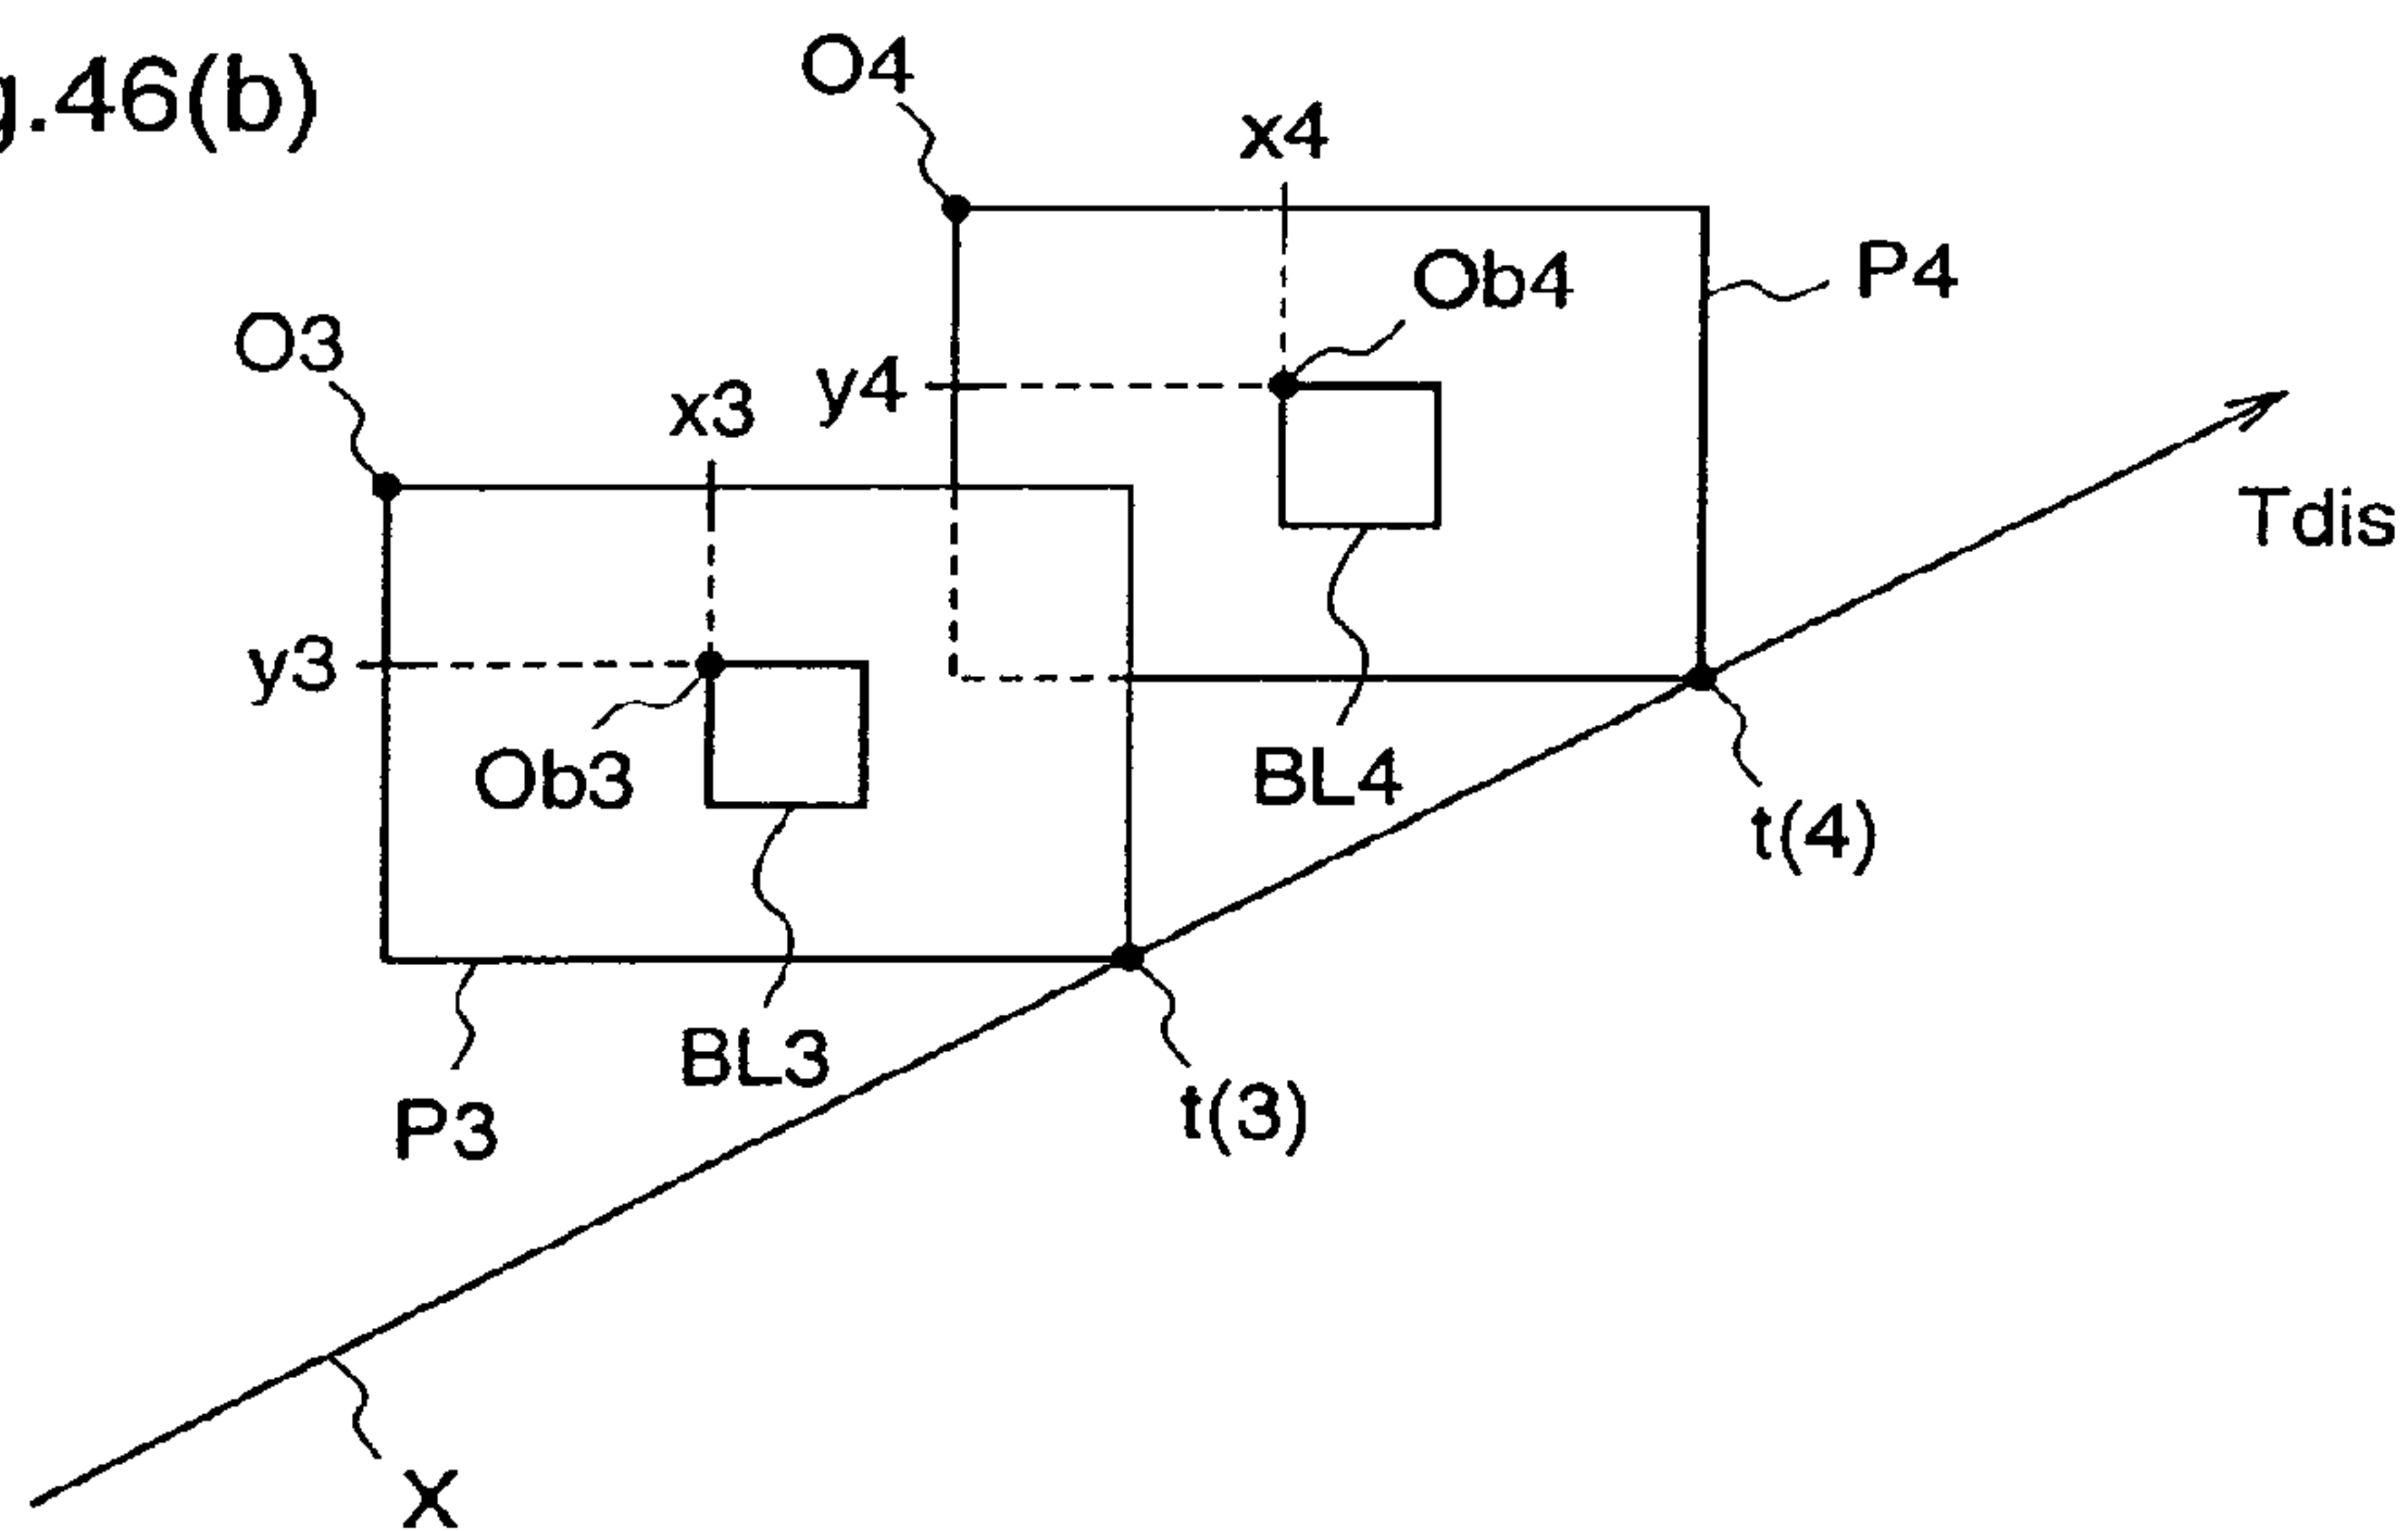 g.46(b)
O4
x4
P4
Ob4
O3
x3
y4
Tdis
y3
Ob3
BL4
t(4)
BL3
t(3)
P3
X